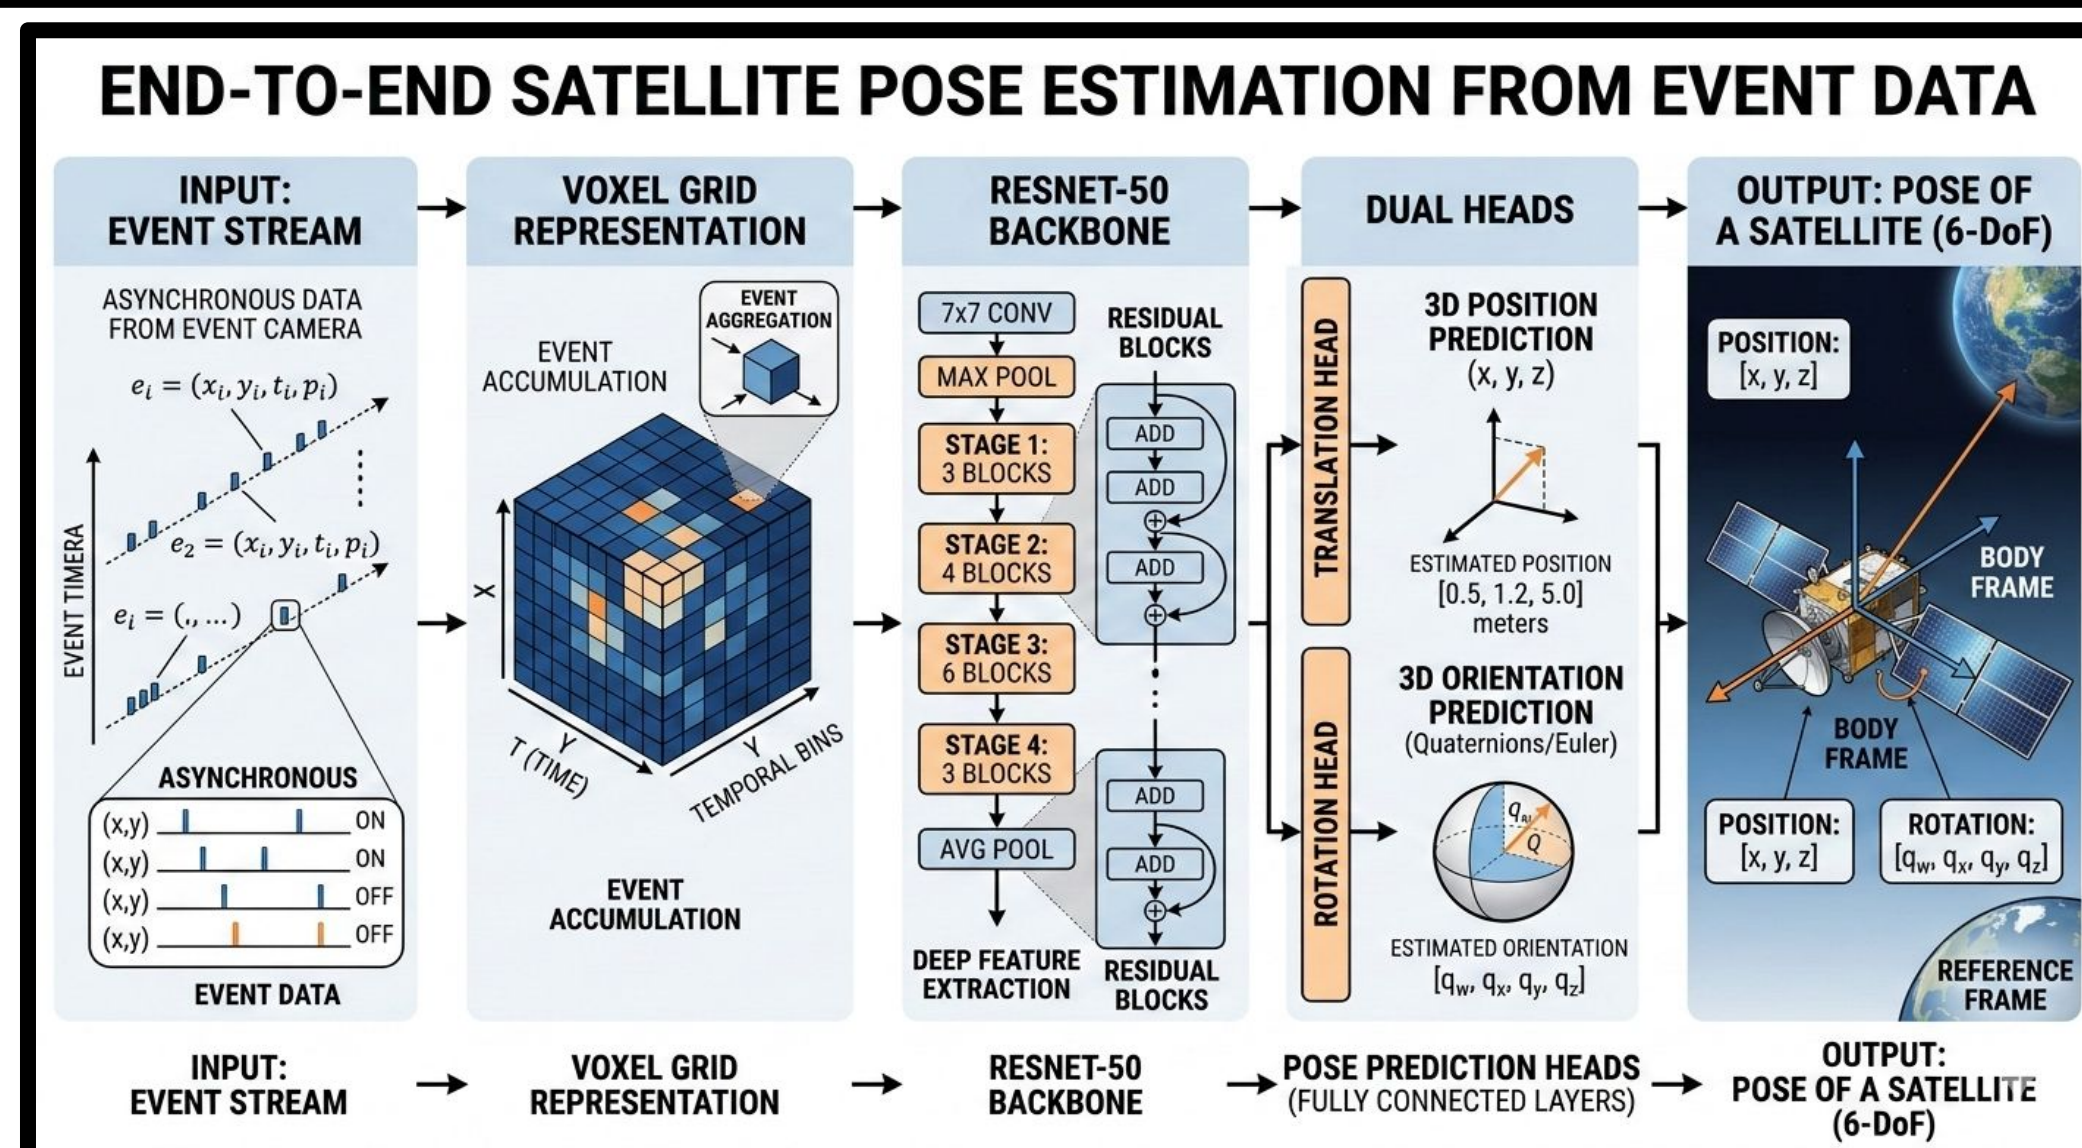 END-TO-END SATELLITE POSE ESTIMATION FROM EVENT DATA
INPUT:
EVENT STREAM
ASYNCHRONOUS DATA
FROM EVENT CAMERA
e_i = (x_i, y_i, t_i, p_i)
e_2 = (x_i, y_i, t_i, p_i)
e_i = (., ...)
EVENT TIMERA
ASYNCHRONOUS
(x,y) ON
(x,y) ON
(x,y) OFF
(x,y) OFF
EVENT DATA
VOXEL GRID
REPRESENTATION
EVENT
AGGREGATION
EVENT
ACCUMULATION
X
Y
T (TIME)
Y
TEMPORAL BINS
EVENT
ACCUMULATION
RESNET-50
BACKBONE
7x7 CONV
MAX POOL
STAGE 1:
3 BLOCKS
STAGE 2:
4 BLOCKS
STAGE 3:
6 BLOCKS
STAGE 4:
3 BLOCKS
AVG POOL
DEEP FEATURE
EXTRACTION
RESIDUAL
BLOCKS
ADD
ADD
ADD
ADD
ADD
RESIDUAL
BLOCKS
DUAL HEADS
TRANSLATION HEAD
3D POSITION
PREDICTION
(x, y, z)
ESTIMATED POSITION
[0.5, 1.2, 5.0]
meters
ROTATION HEAD
3D ORIENTATION
PREDICTION
(Quaternions/Euler)
Q
ESTIMATED ORIENTATION
[q_w, q_x, q_y, q_z]
OUTPUT: POSE OF
A SATELLITE (6-DoF)
POSITION:
[x, y, z]
BODY
FRAME
BODY
FRAME
POSITION:
[x, y, z]
ROTATION:
[q_w, q_x, q_y, q_z]
REFERENCE
FRAME
INPUT:
EVENT STREAM
VOXEL GRID
REPRESENTATION
RESNET-50
BACKBONE
POSE PREDICTION HEADS
(FULLY CONNECTED LAYERS)
OUTPUT:
POSE OF A SATELLITE
(6-DoF)